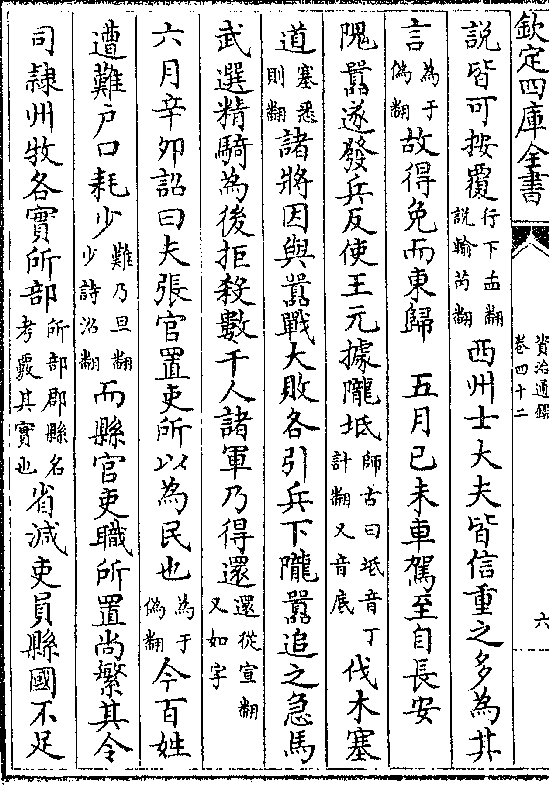 欽定四庫全書
資治通鑑
卷四十二
六
說皆可按覆行下孟翻說輸芮翻西州士大夫皆信重之多為其
言為于偽翻故得免而東歸 五月己未車駕至自長安
隗囂遂發兵反使王元據隴坻師古曰坻音丁計翻又音底伐木塞
道塞悉則翻諸將因與囂戰大敗各引兵下隴囂追之急馬
武選精騎為後拒殺數千人諸軍乃得還還從宣翻又如字
六月辛卯詔曰夫張官置吏所以為民也為于偽翻今百姓
遭難戶口耗少難乃旦翻少詩沼翻而縣官吏職所置尚繁其令
司隸州牧各實所部所部郡縣名考覈其實也省減吏員縣國不足